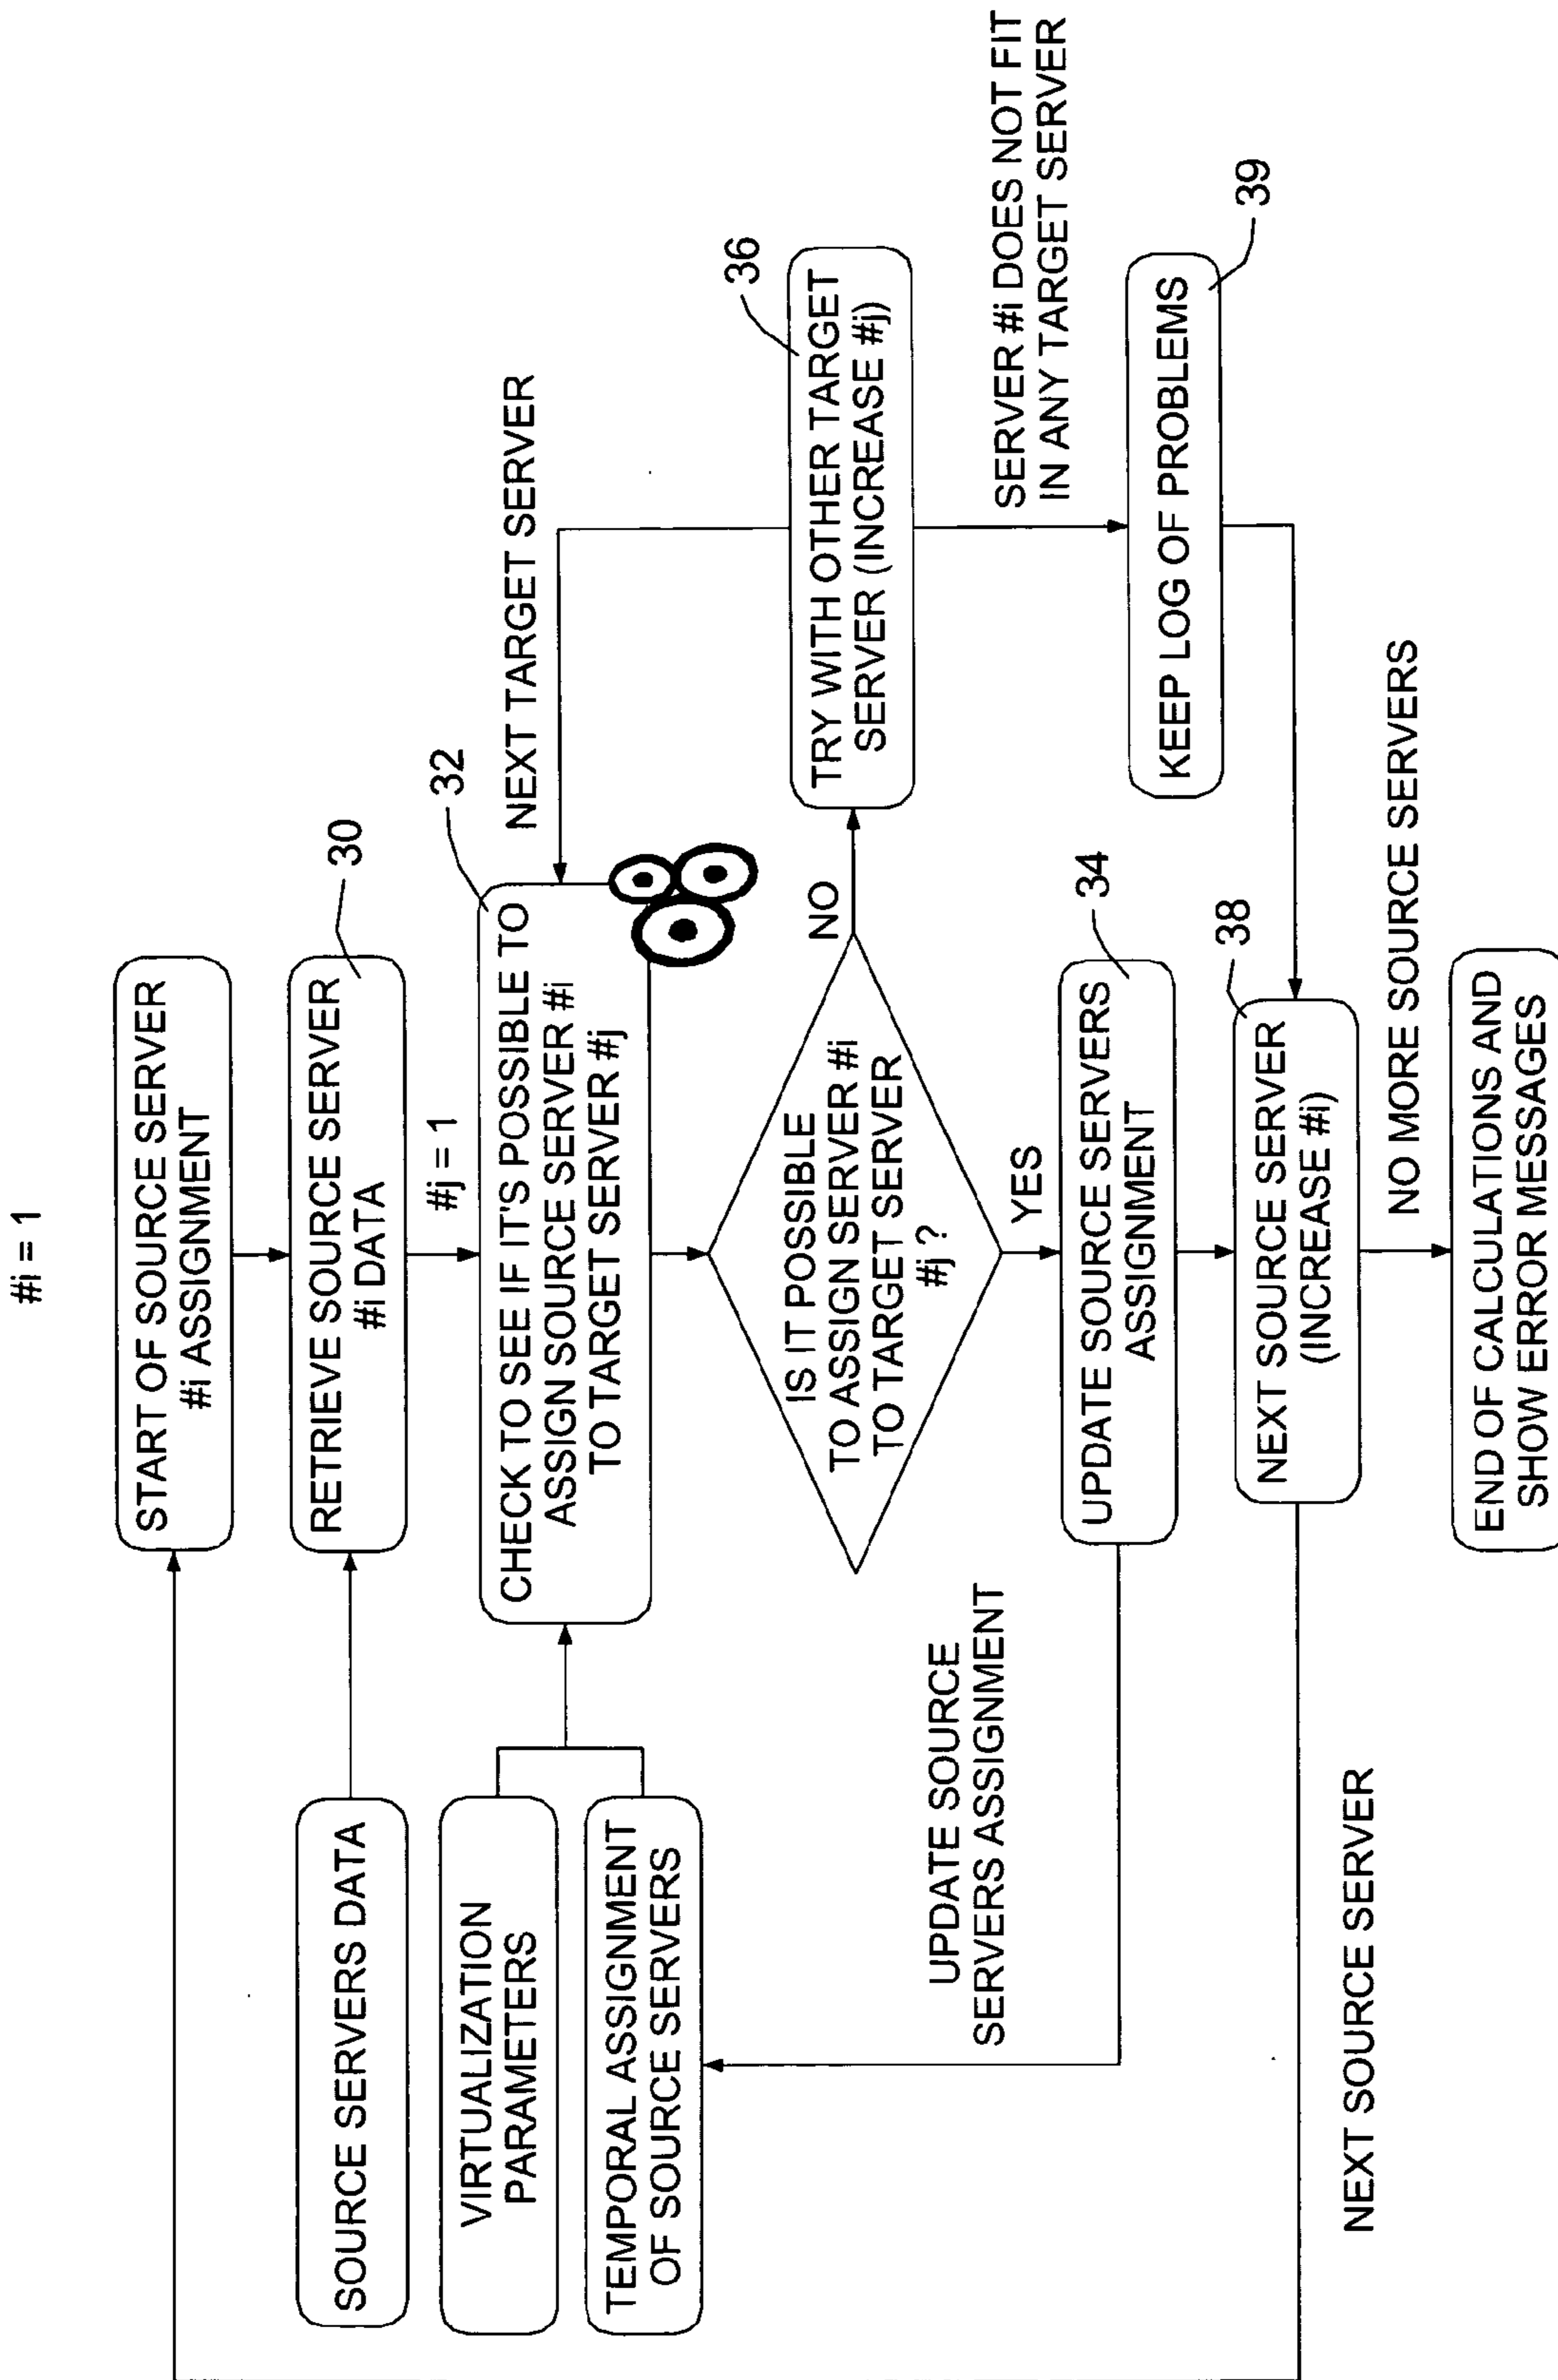 #i = 1
START OF SOURCE SERVER
#i ASSIGNMENT
SOURCE SERVERS DATA
RETRIEVE SOURCE SERVER
#i DATA
30
#j = 1
VIRTUALIZATION
PARAMETERS
TEMPORAL ASSIGNMENT
OF SOURCE SERVERS
CHECK TO SEE IF IT'S POSSIBLE TO
ASSIGN SOURCE SERVER #i
TO TARGET SERVER #j
32
NEXT TARGET SERVER
IS IT POSSIBLE
TO ASSIGN SERVER #i
TO TARGET SERVER
#j ?
NO
TRY WITH OTHER TARGET
SERVER (INCREASE #j)
36
YES
SERVER #i DOES NOT FIT
IN ANY TARGET SERVER
UPDATE SOURCE
SERVERS ASSIGNMENT
UPDATE SOURCE SERVERS
ASSIGNMENT
34
KEEP LOG OF PROBLEMS
39
NEXT SOURCE SERVER
(INCREASE #i)
38
NEXT SOURCE SERVER
NO MORE SOURCE SERVERS
END OF CALCULATIONS AND
SHOW ERROR MESSAGES